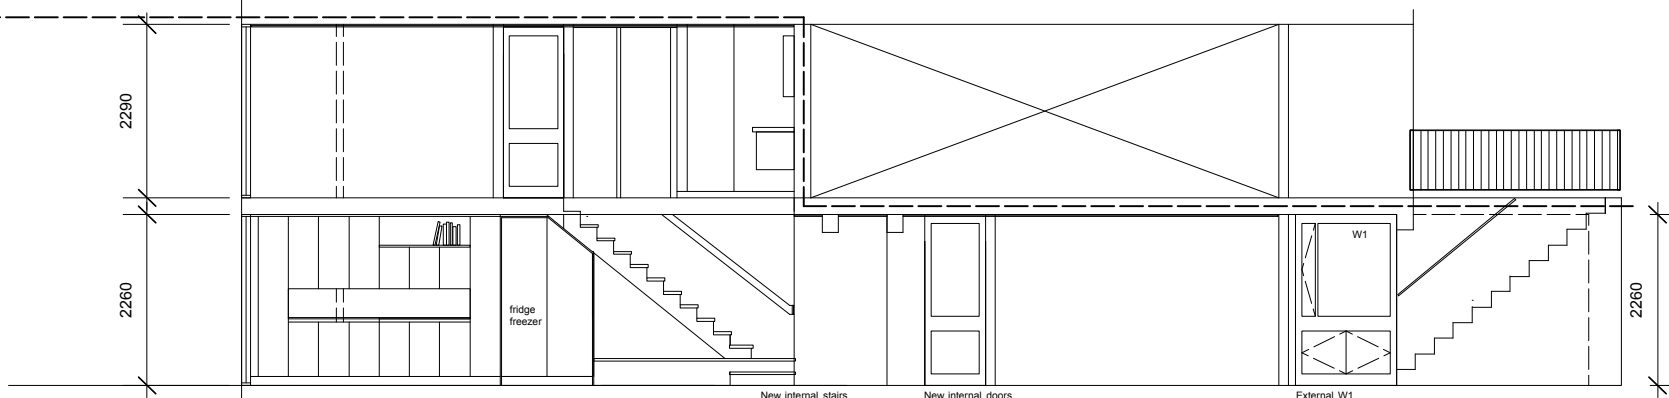 2290
W1
2260
fridge
freezer
2260
New internal stairs
New internal doors
External W1